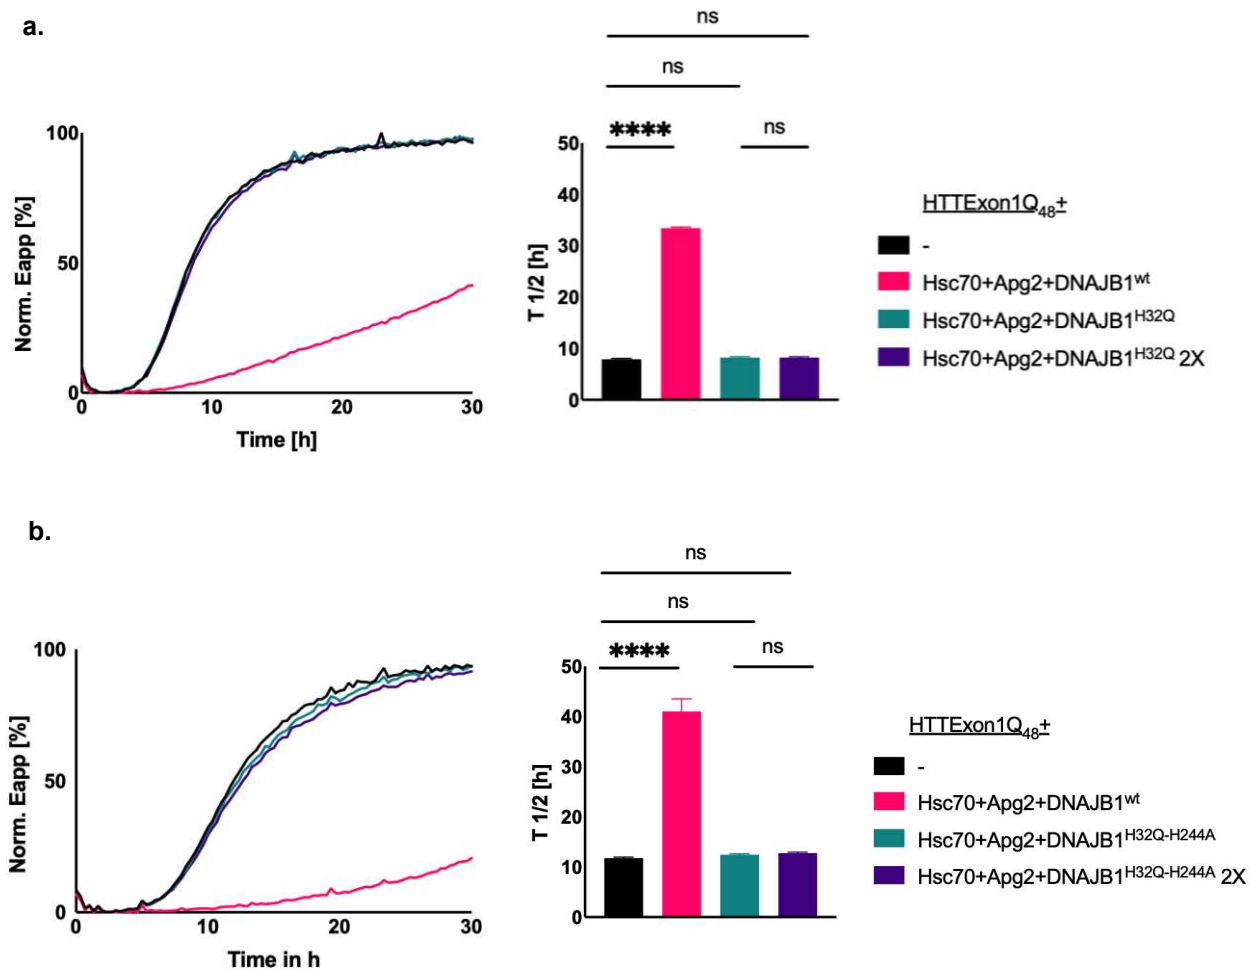 a.
ns
ns
**** ns
Norm. Eapp [%]
100
50
0
0 10 20 30
Time [h]
T 1/2 [h]
50
40
30
20
10
0
HTTExon1Q48+
-
Hsc70+Apg2+DNAJB1wt
Hsc70+Apg2+DNAJB1H32Q
Hsc70+Apg2+DNAJB1H32Q 2X
b.
ns
ns
**** ns
Norm. Eapp [%]
100
50
0
0 10 20 30
Time in h
T 1/2 [h]
50
40
30
20
10
0
HTTExon1Q48+
-
Hsc70+Apg2+DNAJB1wt
Hsc70+Apg2+DNAJB1H32Q-H244A
Hsc70+Apg2+DNAJB1H32Q-H244A 2X